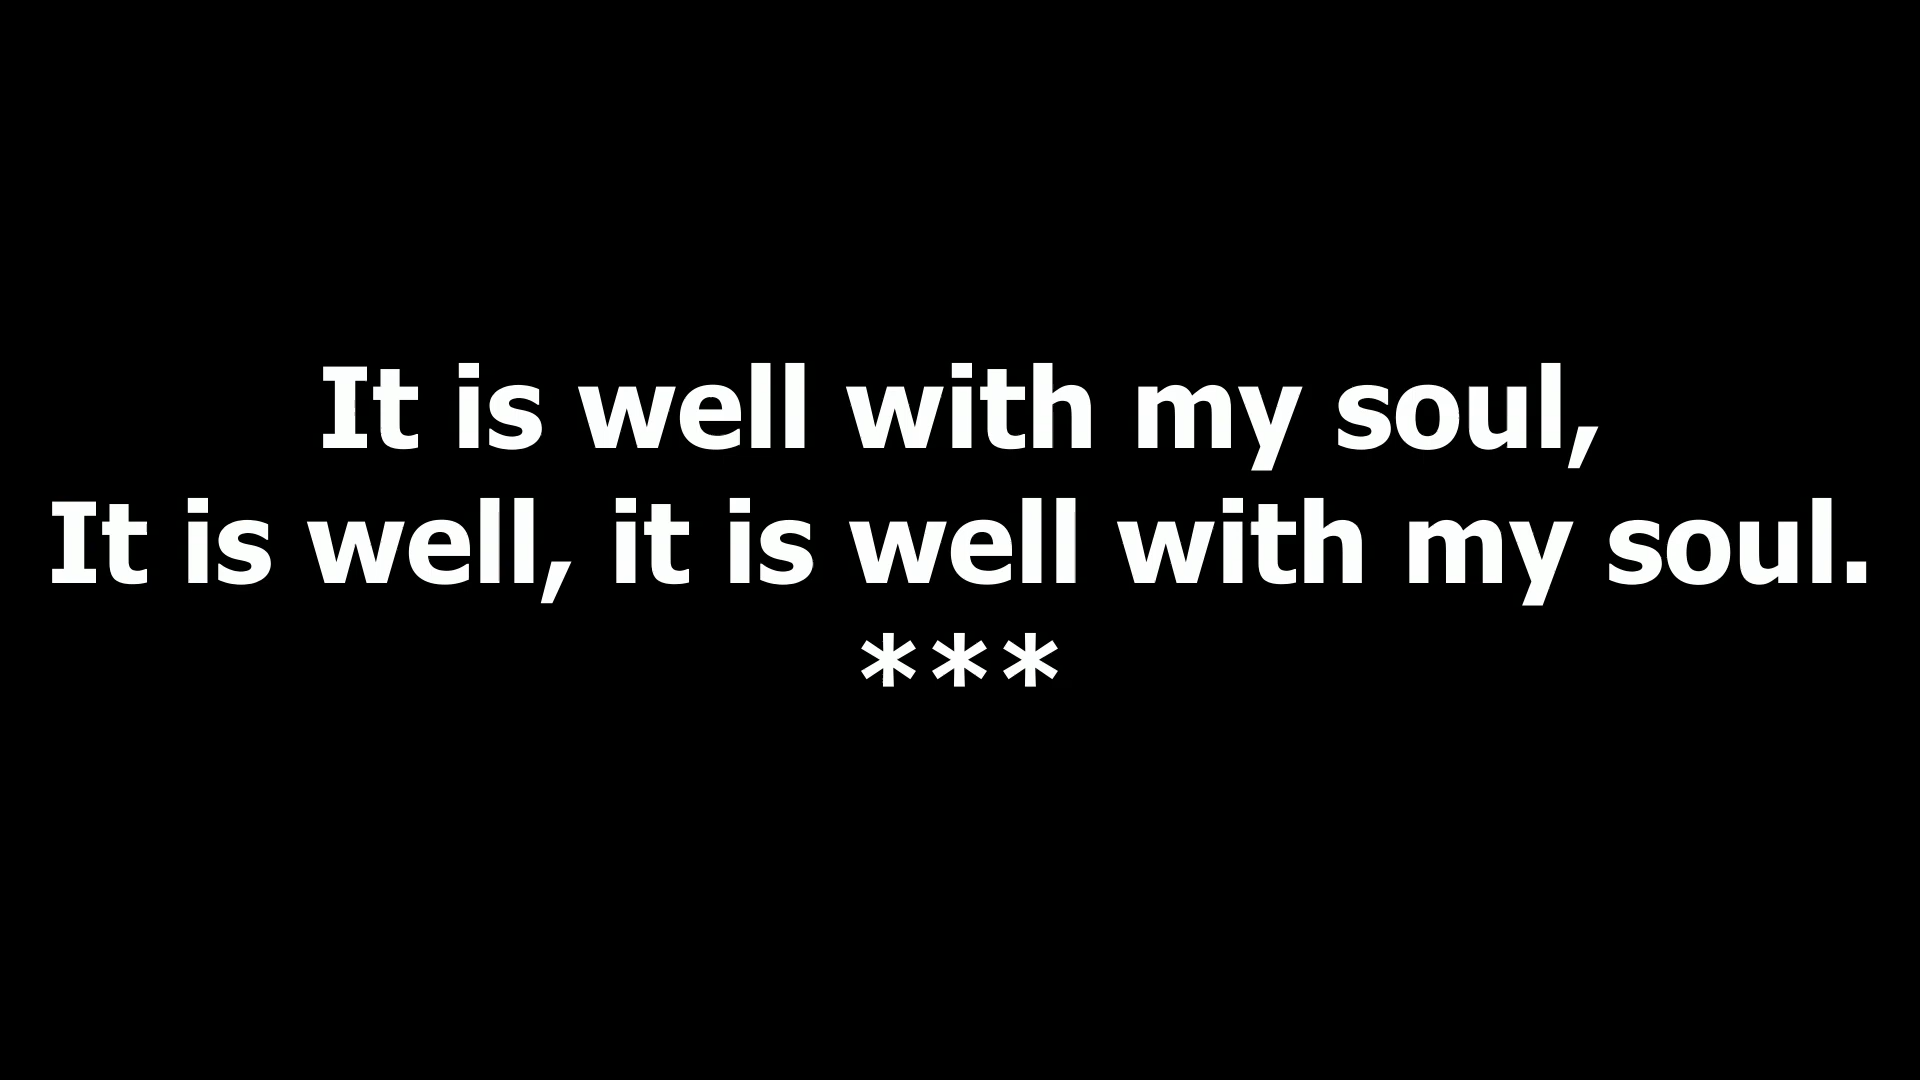 It is well with my soul,
It is well, it is well with my soul.
***